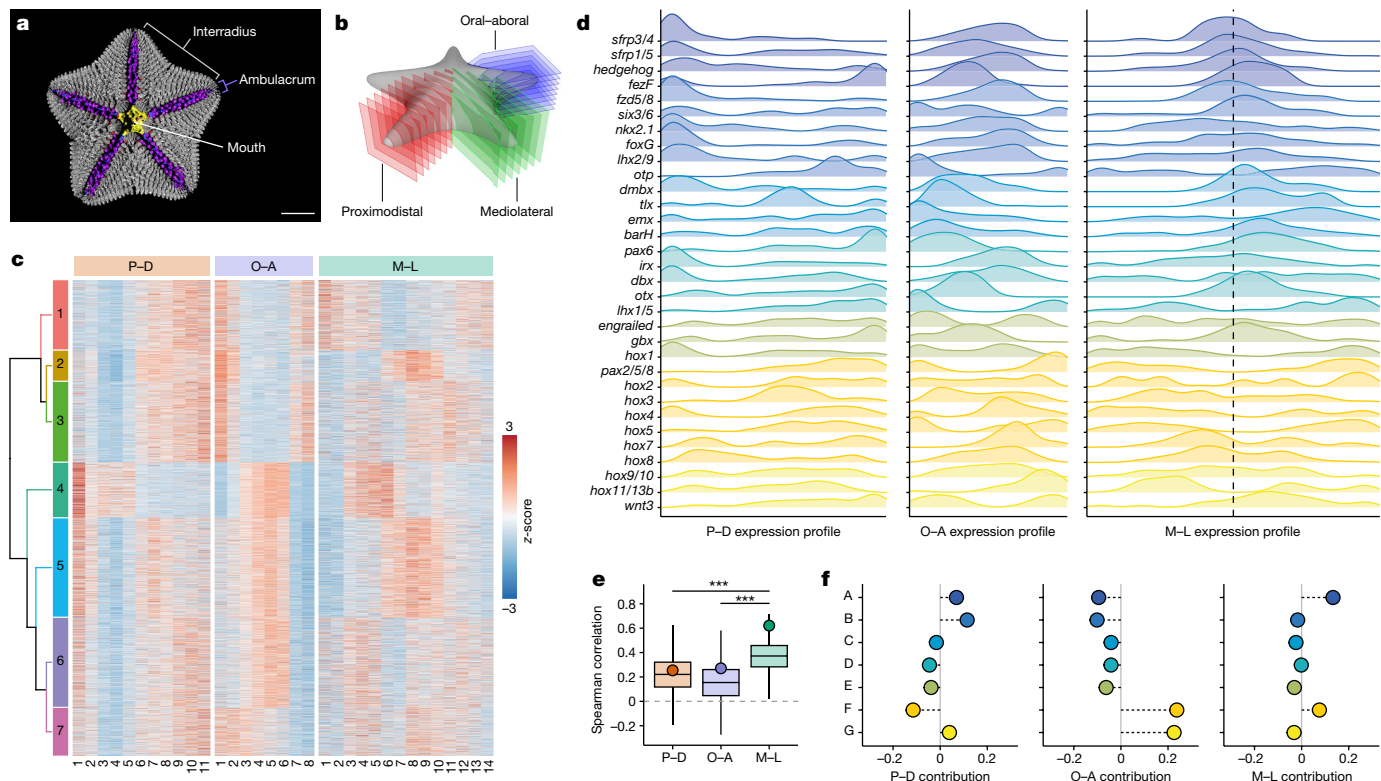 a
Interradius
Ambulacrum
Mouth
b
Oral–aboral
Proximodistal
Mediolateral
c
P–D
O–A
M–L
1
2
3
4
5
6
7
1 2 3 4 5 6 7 8 9 10 11
1 2 3 4 5 6 7 8
1 2 3 4 5 6 7 8 9 10 11 12 13 14
3
z-score
–3
d
sfrp3/4
sfrp1/5
hedgehog
fezF
fzd5/8
six3/6
nkx2.1
foxG
lhx2/9
otp
dmbx
tlx
emx
barH
pax6
irx
dbx
otx
lhx1/5
engrailed
gbx
hox1
pax2/5/8
hox2
hox3
hox4
hox5
hox7
hox8
hox9/10
hox11/13b
wnt3
P–D expression profile
O–A expression profile
M–L expression profile
e
Spearman correlation
0.8
0.6
0.4
0.2
0
−0.2
***
***
P–D
O–A
M–L
f
A
B
C
D
E
F
G
−0.2 0 0.2
P–D contribution
−0.2 0 0.2
O–A contribution
−0.2 0 0.2
M–L contribution